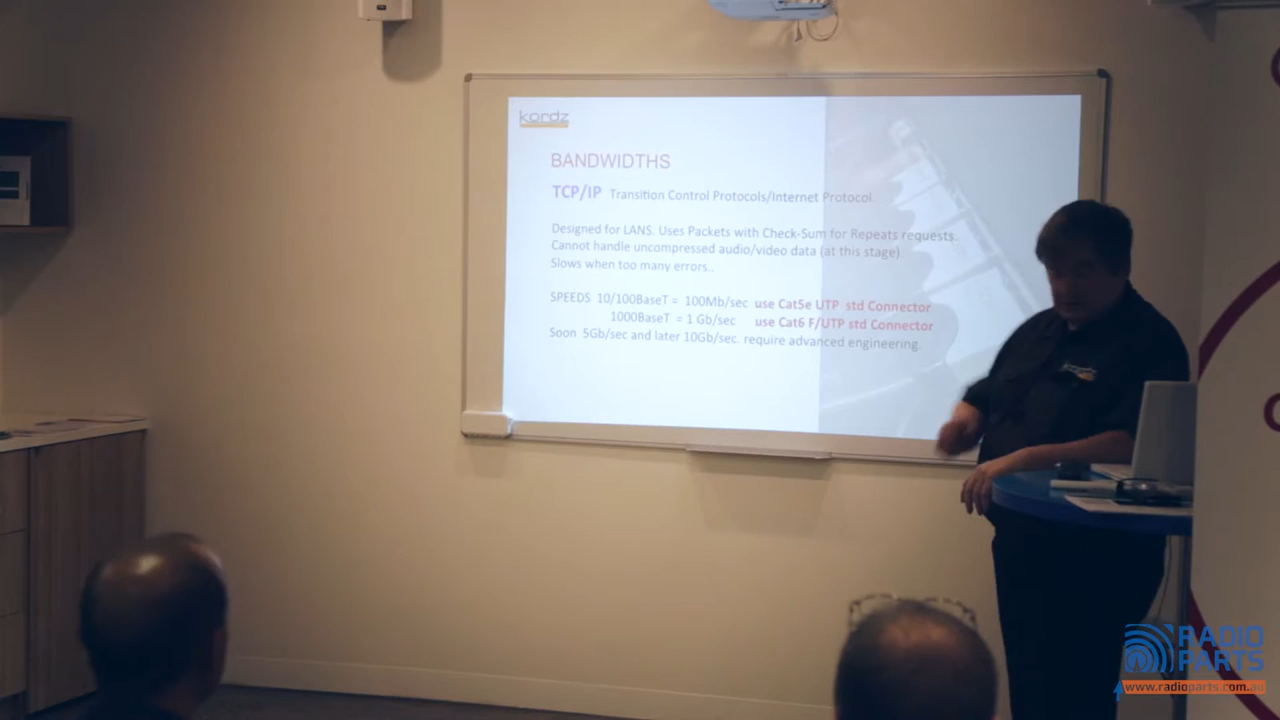 kordz
BANDWIDTHS
TCP/IP Transition Control Protocols/Internet Protocol.
Designed for LANS. Uses Packets with Check-Sum for Repeats requests.
Cannot handle uncompressed audio/video data (at this stage)
Slows when too many errors..
SPEEDS 10/100BaseT = 100Mb/sec use Cat5e UTP std Connector
1000BaseT = 1 Gb/sec use Cat6 F/UTP std Connector
Soon 5Gb/sec and later 10Gb/sec. require advanced engineering.
RADIO
PARTS
www.radioparts.com.au